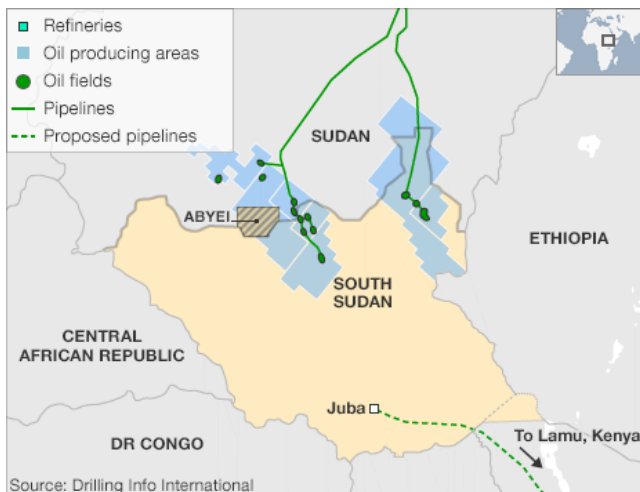 Refineries
Oil producing areas
Oil fields
Pipelines
Proposed pipelines
SUDAN
ABYEI
ETHIOPIA
SOUTH
SUDAN
CENTRAL
AFRICAN REPUBLIC
Juba
To Lamu, Kenya
DR CONGO
Source: Drilling Info International